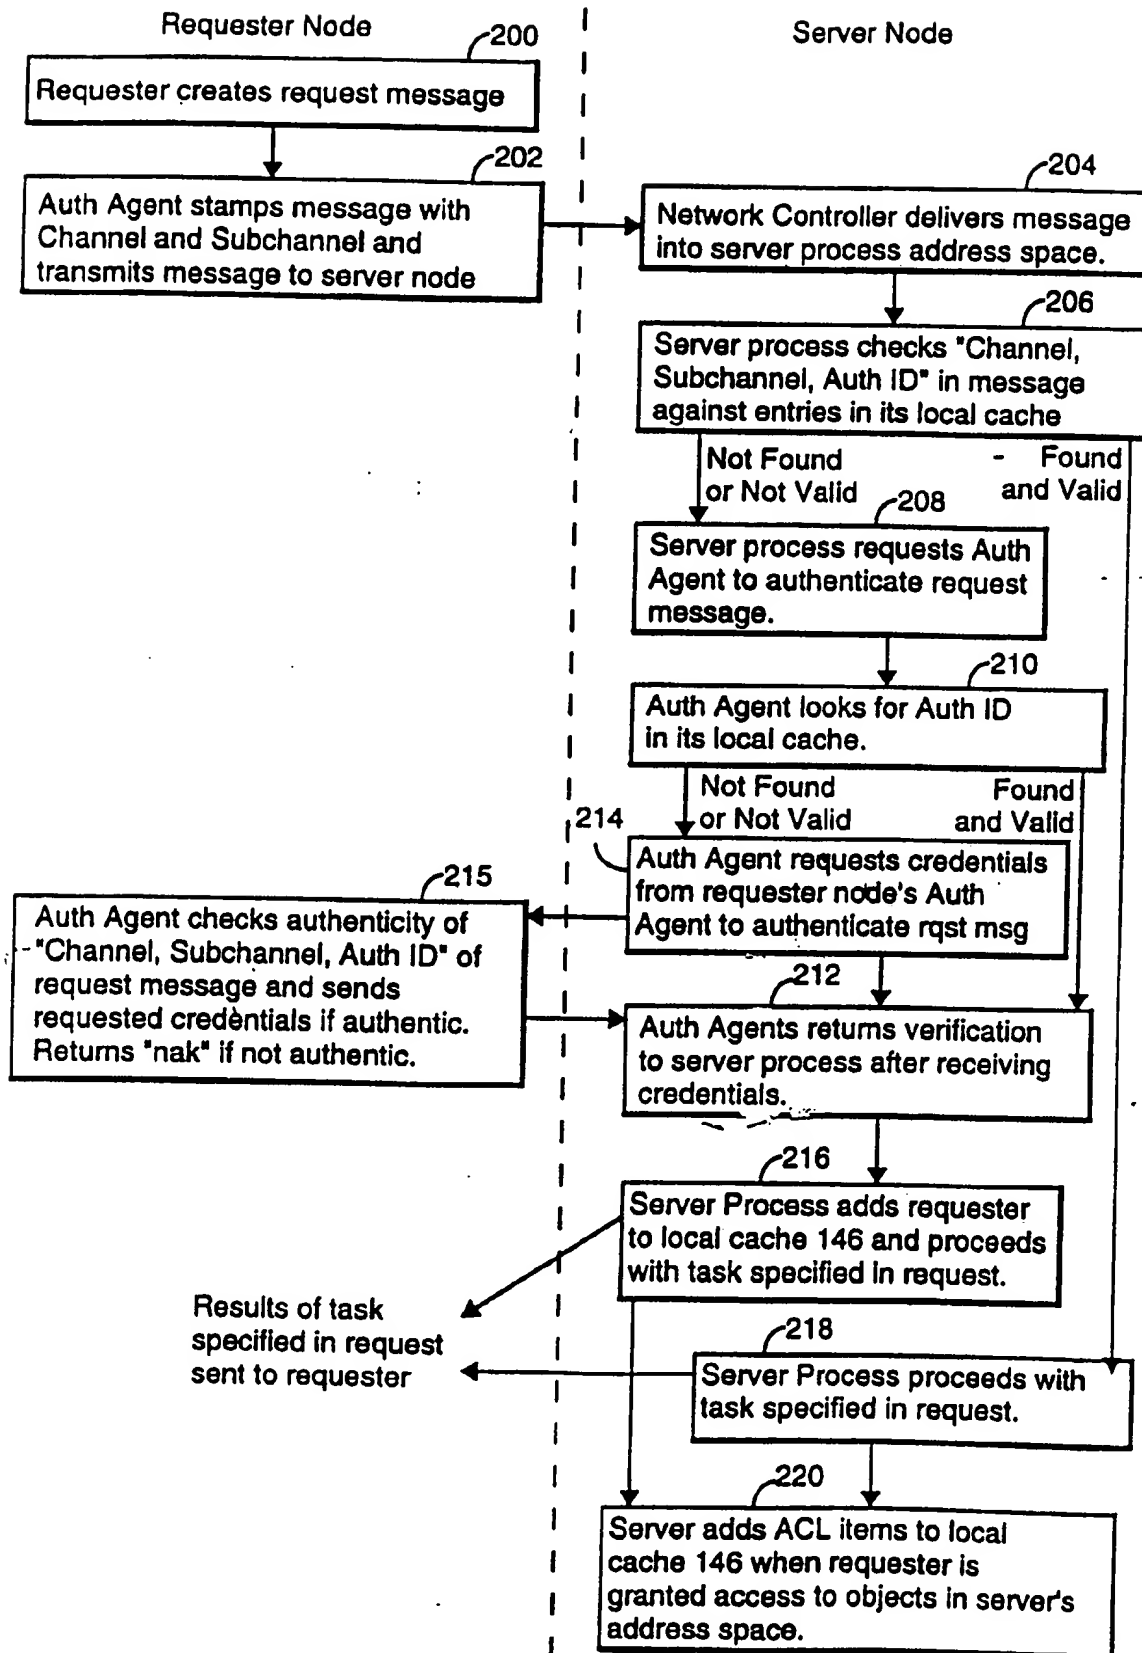 Requester Node
Server Node
200
Requester creates request message
202
Auth Agent stamps message with
Channel and Subchannel and
transmits message to server node
204
Network Controller delivers message
into server process address space.
206
Server process checks "Channel,
Subchannel, Auth ID" in message
against entries in its local cache
Not Found
or Not Valid
Found
and Valid
208
Server process requests Auth
Agent to authenticate request
message.
210
Auth Agent looks for Auth ID
in its local cache.
Not Found
or Not Valid
Found
and Valid
214
Auth Agent requests credentials
from requester node's Auth
Agent to authenticate rqst msg
215
Auth Agent checks authenticity of
"Channel, Subchannel, Auth ID" of
request message and sends
requested credentials if authentic.
Returns "nak" if not authentic.
212
Auth Agents returns verification
to server process after receiving
credentials.
216
Server Process adds requester
to local cache 146 and proceeds
with task specified in request.
Results of task
specified in request
sent to requester
218
Server Process proceeds with
task specified in request.
220
Server adds ACL items to local
cache 146 when requester is
granted access to objects in server's
address space.